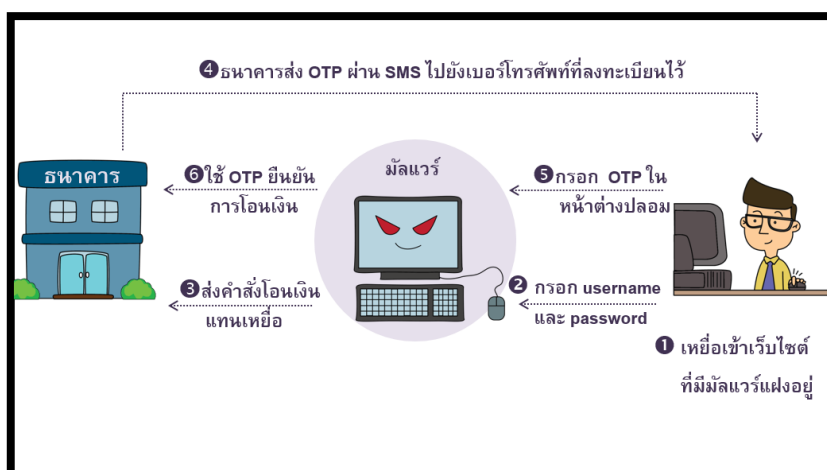 ❹ธนาคารส่ง OTP ผ่าน SMS ไปยังเบอร์โทรศัพท์ที่ลงทะเบียนไว้
ธนาคาร
❻ใช้ OTP ยืนยัน
การโอนเงิน
มัลแวร์
❺กรอก OTP ใน
หน้าต่างปลอม
❸ส่งคำสั่งโอนเงิน
แทนเหยื่อ
❷ กรอก username
และ password
❶ เหยื่อเข้าเว็บไซต์
ที่มีมัลแวร์แฝงอยู่